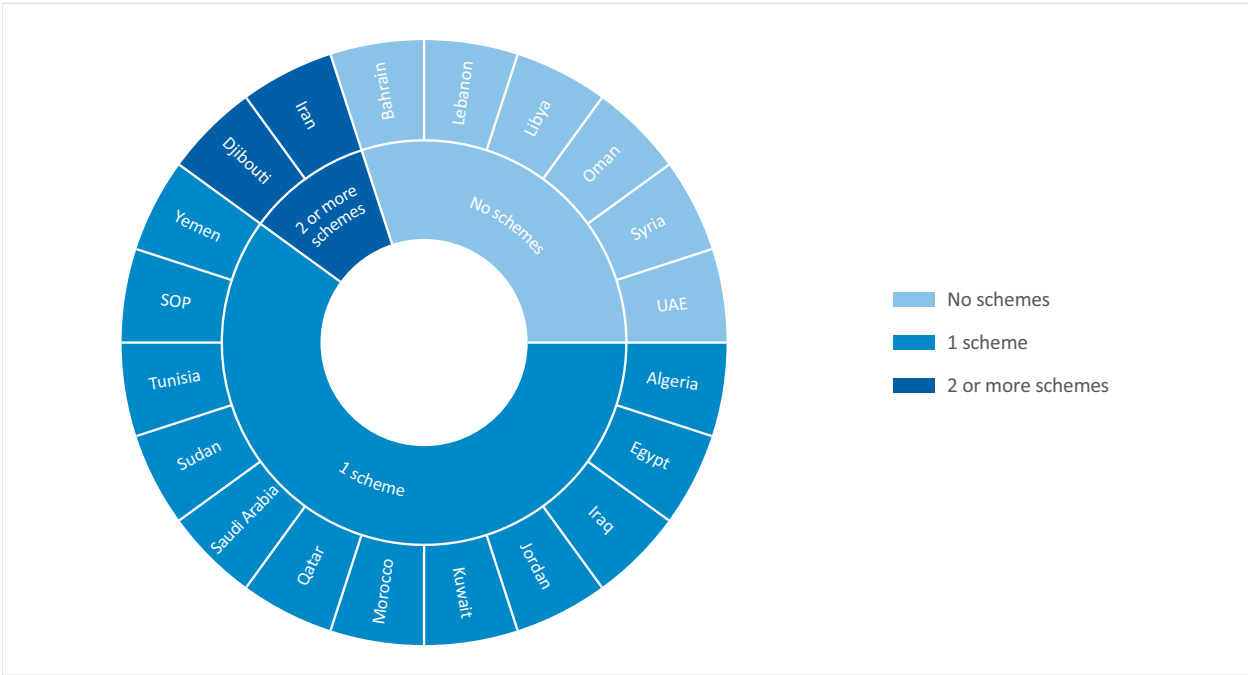 Bahrain
Lebanon
Libya
Oman
Syria
UAE
Algeria
Egypt
Iraq
Jordan
Kuwait
Morocco
Qatar
Saudi Arabia
Sudan
Tunisia
SOP
Yemen
Djibouti
Iran
No schemes
1 scheme
2 or more
schemes
No schemes
1 scheme
2 or more schemes